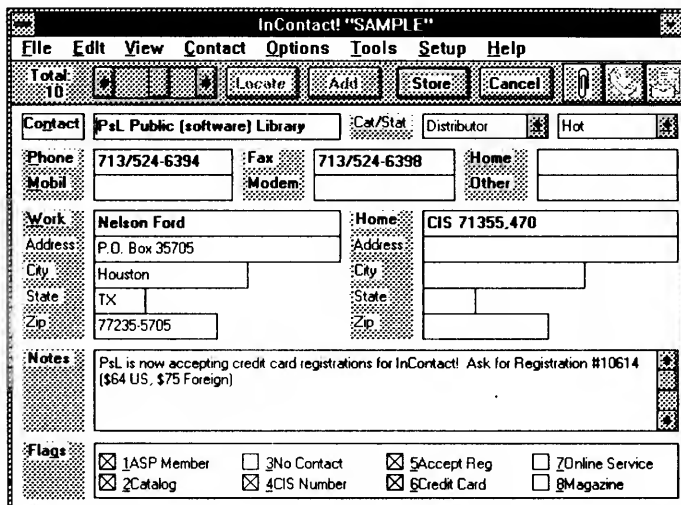 InContact! "SAMPLE"
File Edit View Contact Options Tools Setup Help
Total: 10 Locate Add Store Cancel
Contact PsL Public (software) Library Cat/Stat Distributor Hot
Phone 713/524-6394 Fax 713/524-6398 Home
Mobil Modem Other
Work Nelson Ford Home CIS 71355,470
Address P.O. Box 35705 Address
City Houston City
State TX State
Zip 77235-5705 Zip
Notes PsL is now accepting credit card registrations for InContact! Ask for Registration #10614
($64 US, $75 Foreign)
Flags
1ASP Member 3No Contact 5Accept Reg 7Online Service
2Catalog 4CIS Number 6Credit Card 8Magazine